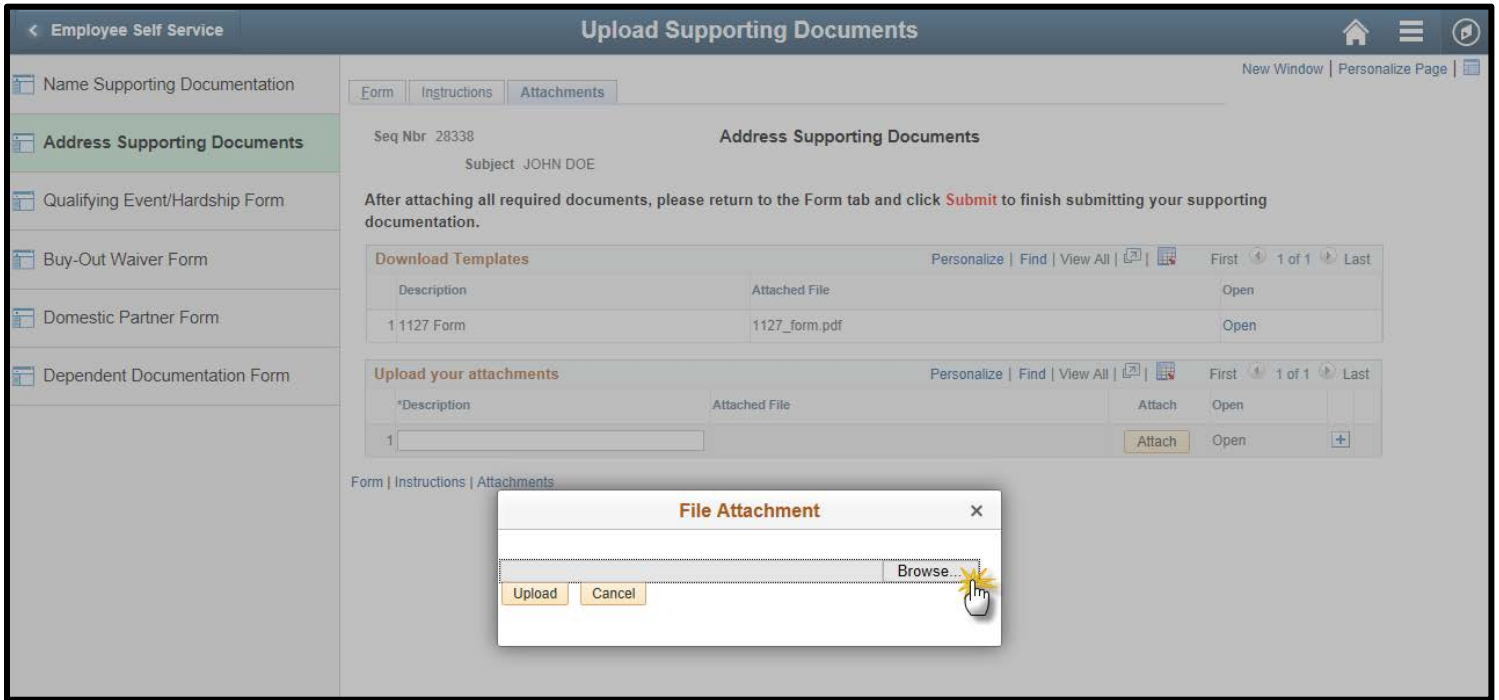 Employee Self Service
Upload Supporting Documents
New Window | Personalize Page |
Name Supporting Documentation
Address Supporting Documents
Qualifying Event/Hardship Form
Buy-Out Waiver Form
Domestic Partner Form
Dependent Documentation Form
Form Instructions Attachments
Seq Nbr 28338 Address Supporting Documents
Subject JOHN DOE
After attaching all required documents, please return to the Form tab and click Submit to finish submitting your supporting
documentation.
Download Templates Personalize | Find | View All | | First 1 of 1 Last
Description Attached File Open
1 1127 Form 1127_form.pdf Open
Upload your attachments Personalize | Find | View All | | First 1 of 1 Last
*Description Attached File Attach Open
1 Attach Open
Form | Instructions | Attachments
File Attachment
Browse...
Upload Cancel